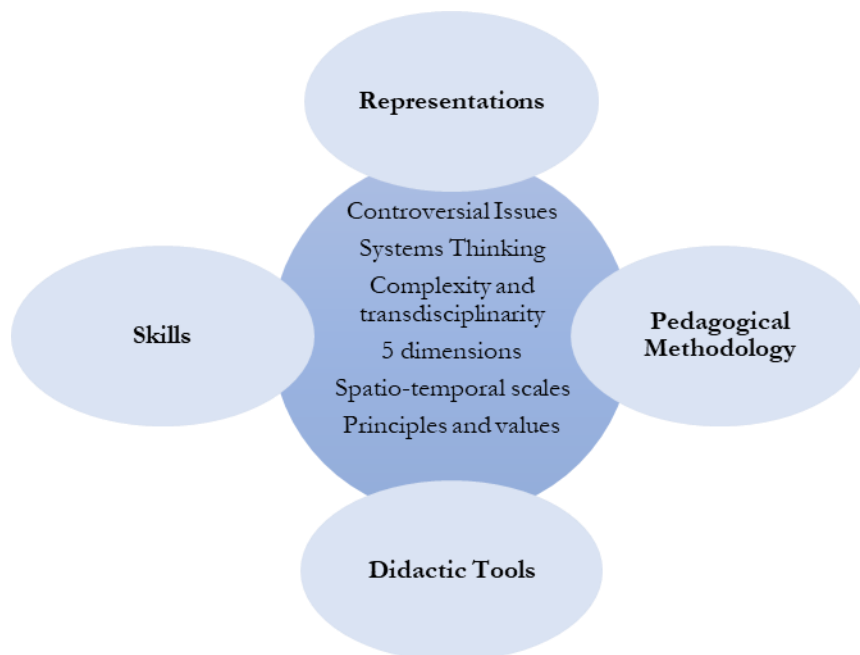 Representations
Controversial Issues
Systems Thinking
Complexity and
transdisciplinarity
5 dimensions
Spatio-temporal scales
Principles and values
Skills
Pedagogical
Methodology
Didactic Tools